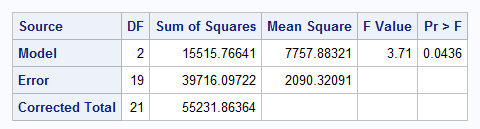 Source DF Sum of Squares Mean Square F Value Pr > F
Model 2 15515.76641 7757.88321 3.71 0.0436
Error 19 39716.09722 2090.32091
Corrected Total 21 55231.86364